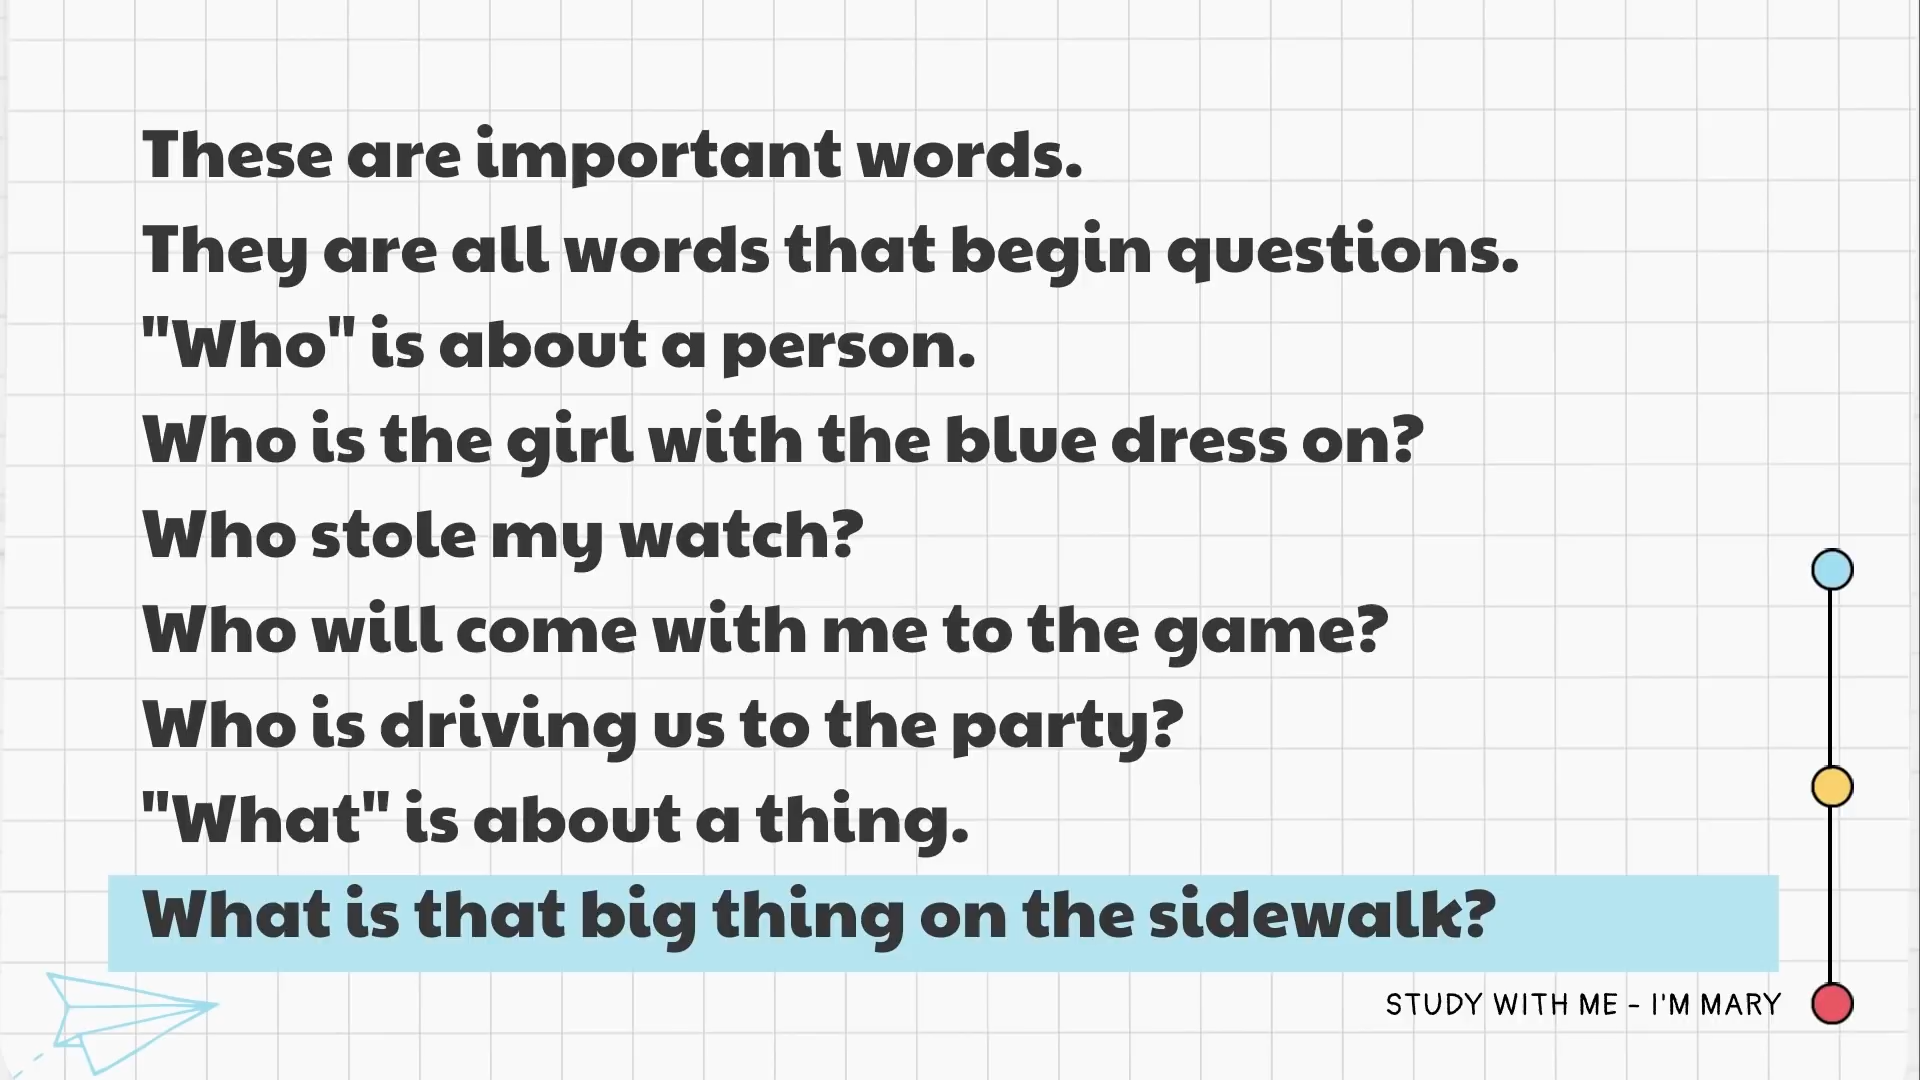 These are important words.
They are all words that begin questions.
"Who" is about a person.
Who is the girl with the blue dress on?
Who stole my watch?
Who will come with me to the game?
Who is driving us to the party?
"What" is about a thing.
What is that big thing on the sidewalk?
STUDY WITH ME - I'M MARY